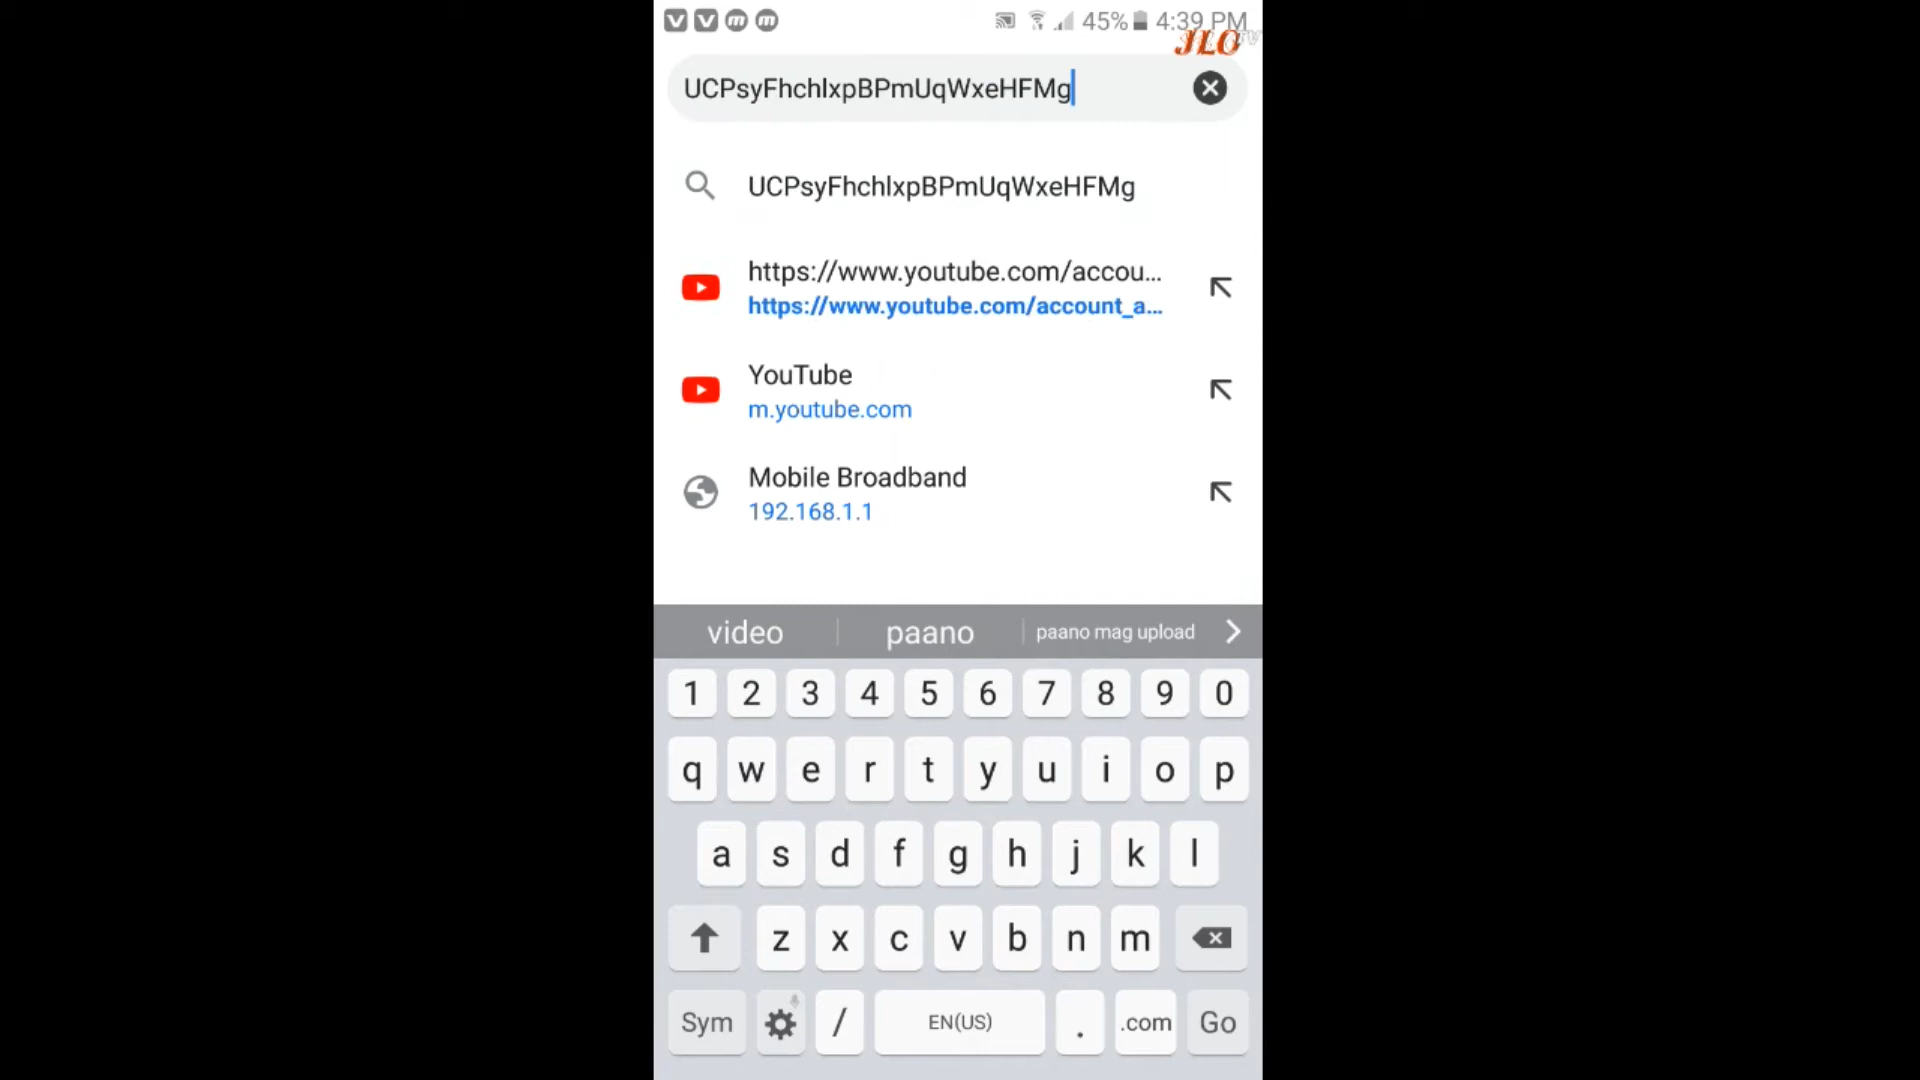 45% 4:39 PM
JLO TV
UCPsyFhchlxpBPmUqWxeHFMg
UCPsyFhchlxpBPmUqWxeHFMg
https://www.youtube.com/accou...
https://www.youtube.com/account_a...
YouTube
m.youtube.com
Mobile Broadband
192.168.1.1
video paano paano mag upload
1 2 3 4 5 6 7 8 9 0
q w e r t y u i o p
a s d f g h j k l
z x c v b n m
Sym / EN(US) . .com Go